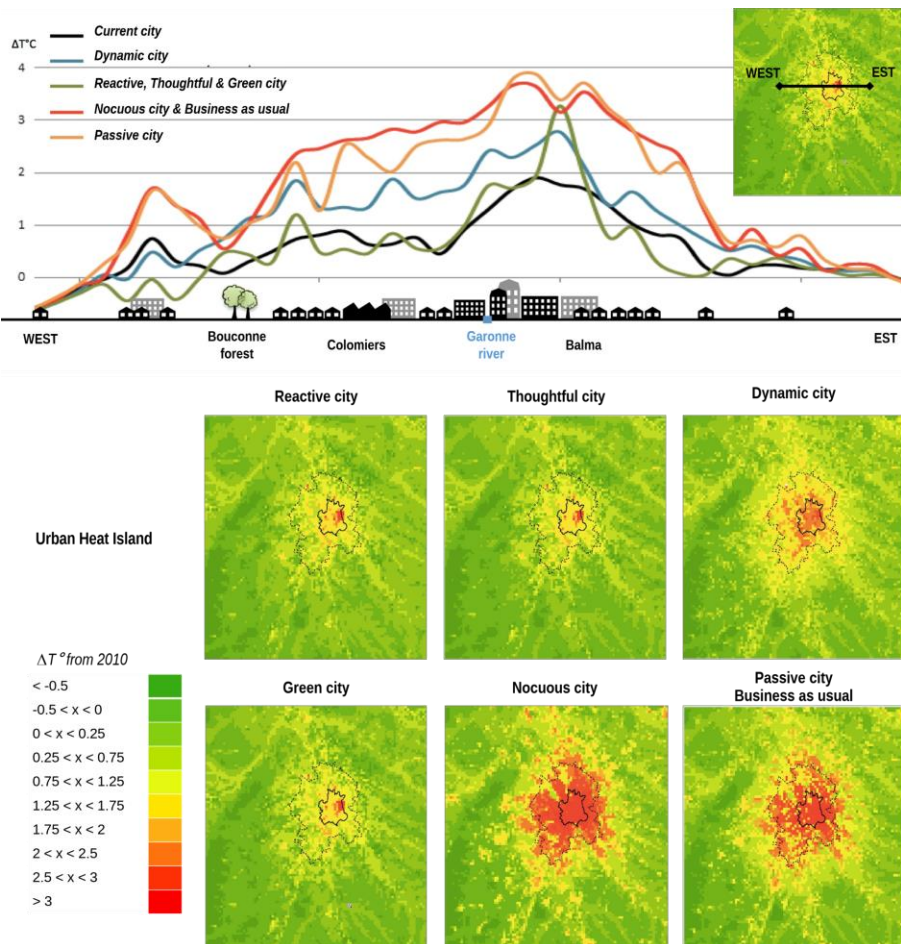 ΔT°C
Current city
Dynamic city
Reactive, Thoughtful & Green city
Nocuous city & Business as usual
Passive city
4
3
2
1
0
WEST
EST
WEST
Bouconne
forest
Colomiers
Garonne
river
Balma
EST
Reactive city
Thoughtful city
Dynamic city
Urban Heat Island
ΔT° from 2010
< -0.5
-0.5 < x < 0
0 < x < 0.25
0.25 < x < 0.75
0.75 < x < 1.25
1.25 < x < 1.75
1.75 < x < 2
2 < x < 2.5
2.5 < x < 3
> 3
Green city
Nocuous city
Passive city
Business as usual